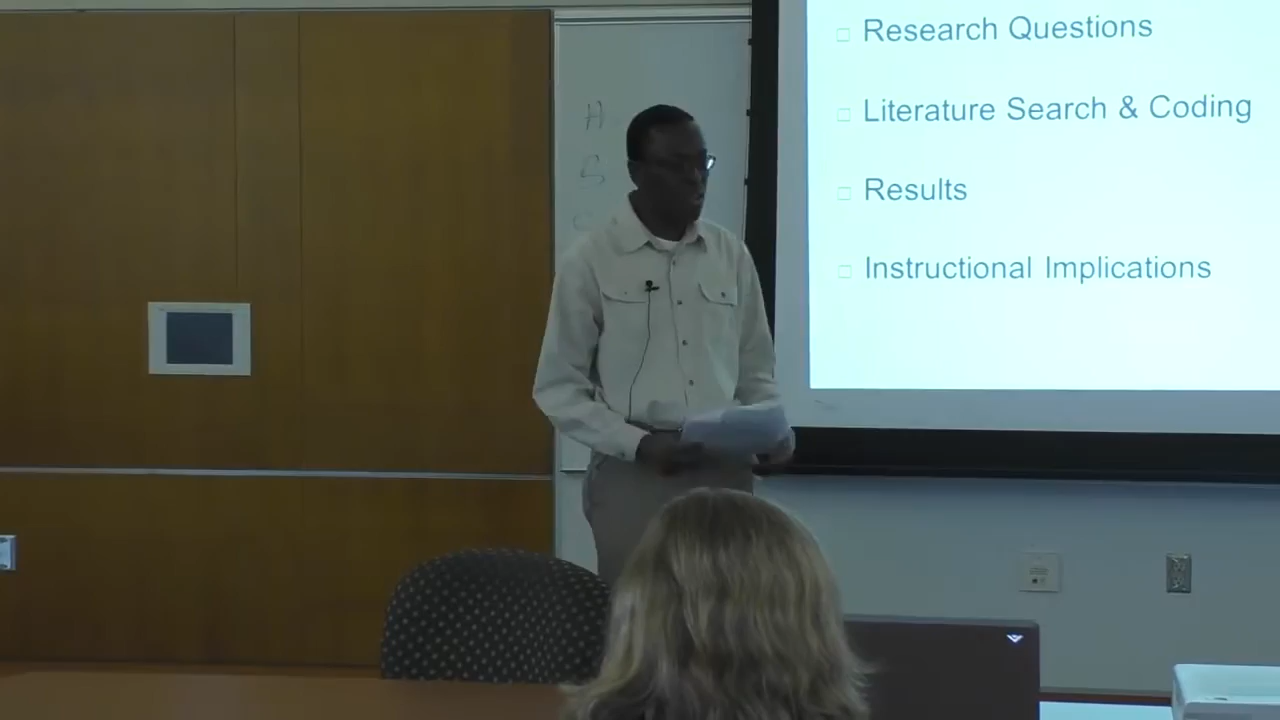 Research Questions
Literature Search & Coding
Results
Instructional Implications
H
S